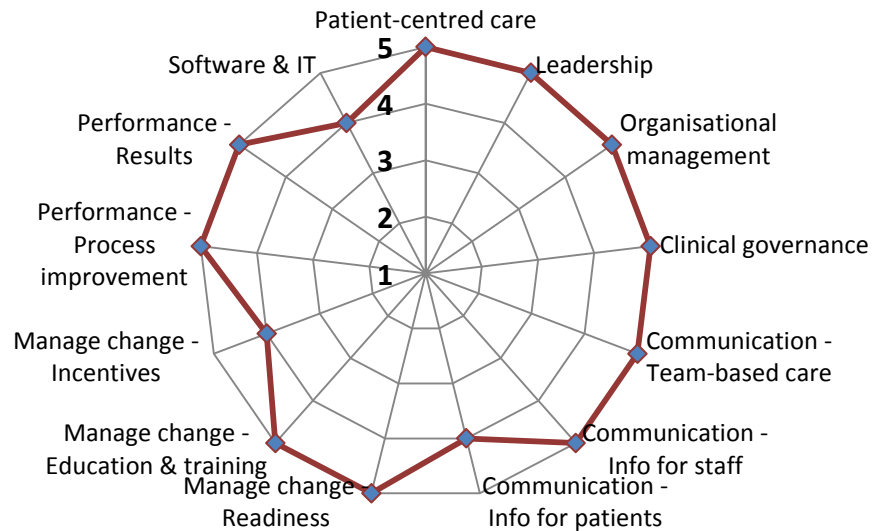 Patient-centred care
Leadership
Organisational
management
Clinical governance
Communication -
Team-based care
Communication -
Info for staff
Communication -
Info for patients
Manage change -
Readiness
Manage change -
Education & training
Manage change -
Incentives
Performance -
Process
improvement
Performance -
Results
Software & IT
5
4
3
2
1